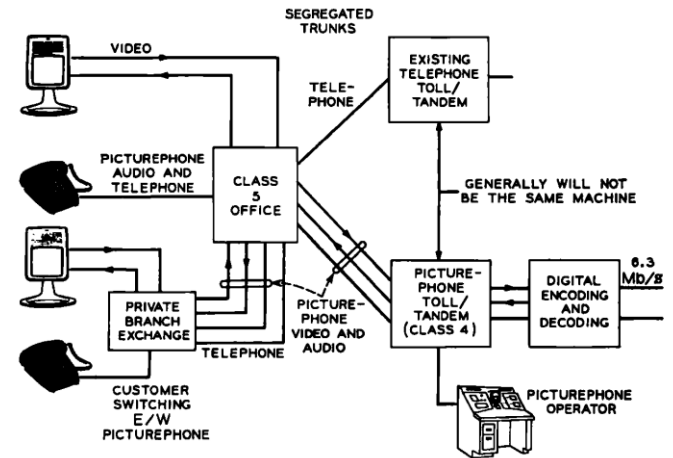 SEGREGATED
TRUNKS
VIDEO
EXISTING
TELEPHONE
TOLL/
TANDEM
TELE-
PHONE
PICTUREPHONE
AUDIO AND
TELEPHONE
CLASS
5
OFFICE
GENERALLY WILL NOT
BE THE SAME MACHINE
6.3
Mb/s
PICTURE-
PHONE
TOLL/
TANDEM
(CLASS 4)
DIGITAL
ENCODING
AND
DECODING
PRIVATE
BRANCH
EXCHANGE
PICTURE-
PHONE
VIDEO AND
AUDIO
TELEPHONE
CUSTOMER
SWITCHING
E/W
PICTUREPHONE
PICTUREPHONE
OPERATOR